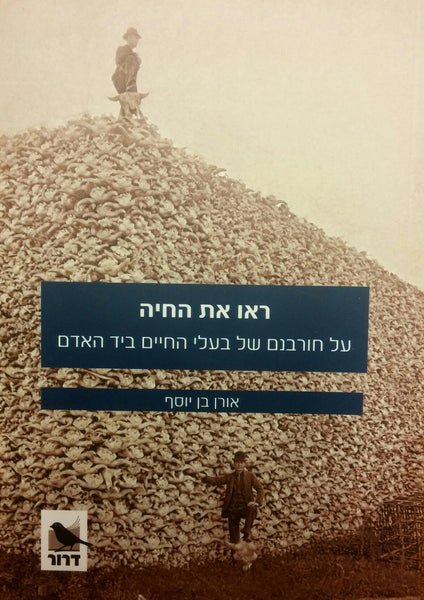 ראו את החיה
על חורבנם של בעלי החיים ביד האדם
אורן בן יוסף
דרור